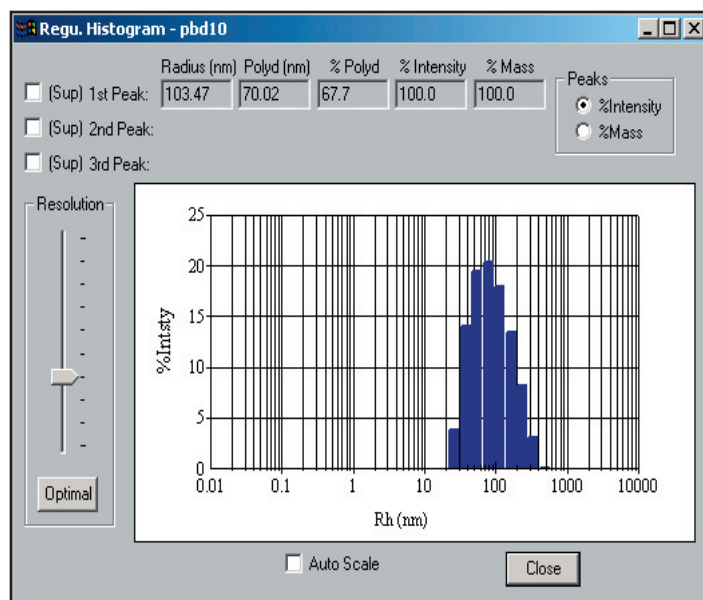 Regu. Histogram - pbd10
Radius (nm) Polyd (nm) % Polyd % Intensity % Mass
(Sup) 1st Peak: 103.47 70.02 67.7 100.0 100.0
(Sup) 2nd Peak:
(Sup) 3rd Peak:
Peaks
%Intensity
%Mass
Resolution
Optimal
%Intsty
25
20
15
10
5
0
0.01 0.1 1 10 100 1000 10000
Rh (nm)
Auto Scale
Close